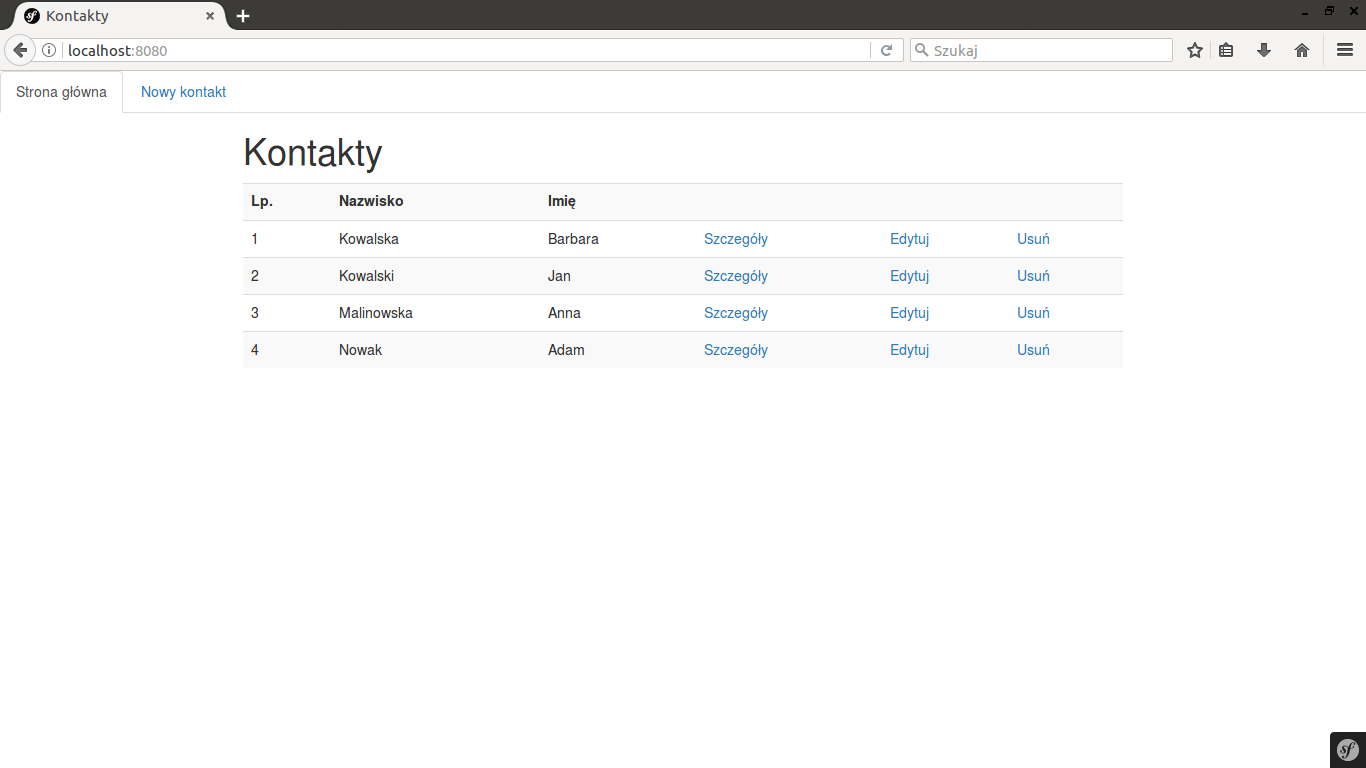 Kontakty
localhost:8080
Szukaj
Strona główna Nowy kontakt
Kontakty
Lp. Nazwisko Imię
1 Kowalska Barbara Szczegóły Edytuj Usuń
2 Kowalski Jan Szczegóły Edytuj Usuń
3 Malinowska Anna Szczegóły Edytuj Usuń
4 Nowak Adam Szczegóły Edytuj Usuń